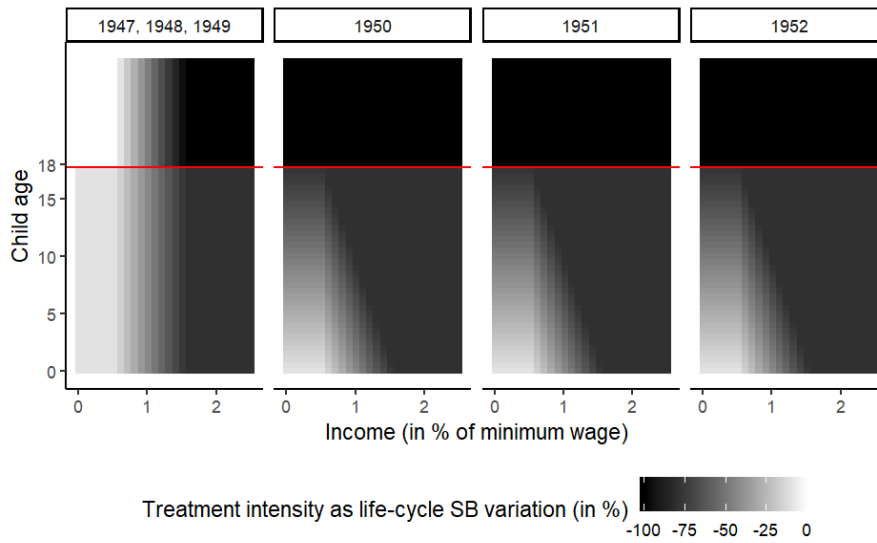 1947, 1948, 1949
1950
1951
1952
Child age
18
15
10
5
0
0 1 2
0 1 2
0 1 2
0 1 2
Income (in % of minimum wage)
Treatment intensity as life-cycle SB variation (in %)
-100 -75 -50 -25 0